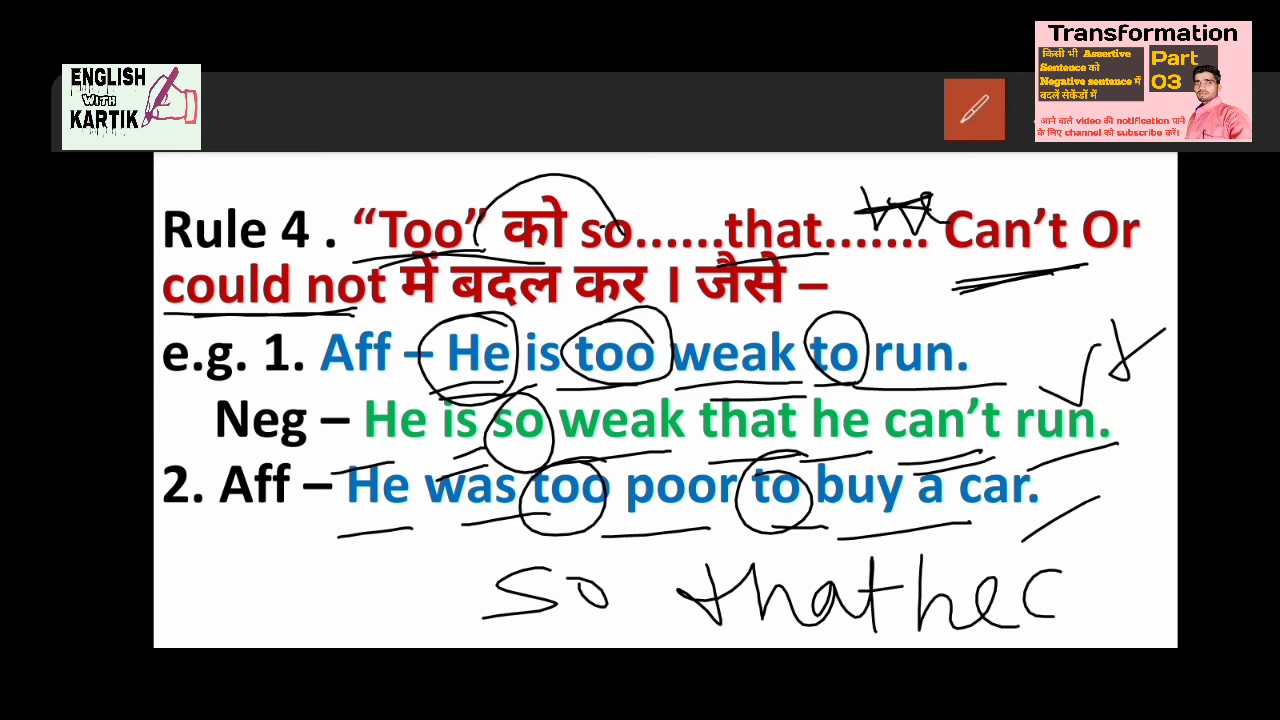 Transformation
ENGLISH
WITH
KARTIK
किसी भी Assertive
Sentence को
Negative sentence में
बदलें सेकेंडों में
Part
03
आने वाले video की notification पाने
के लिए channel को subscribe करें।
Rule 4 . “Too” को so......that....... Can’t Or
could not में बदल कर । जैसे –
e.g. 1. Aff – He is too weak to run.
Neg – He is so weak that he can’t run.
2. Aff – He was too poor to buy a car.
so that he c